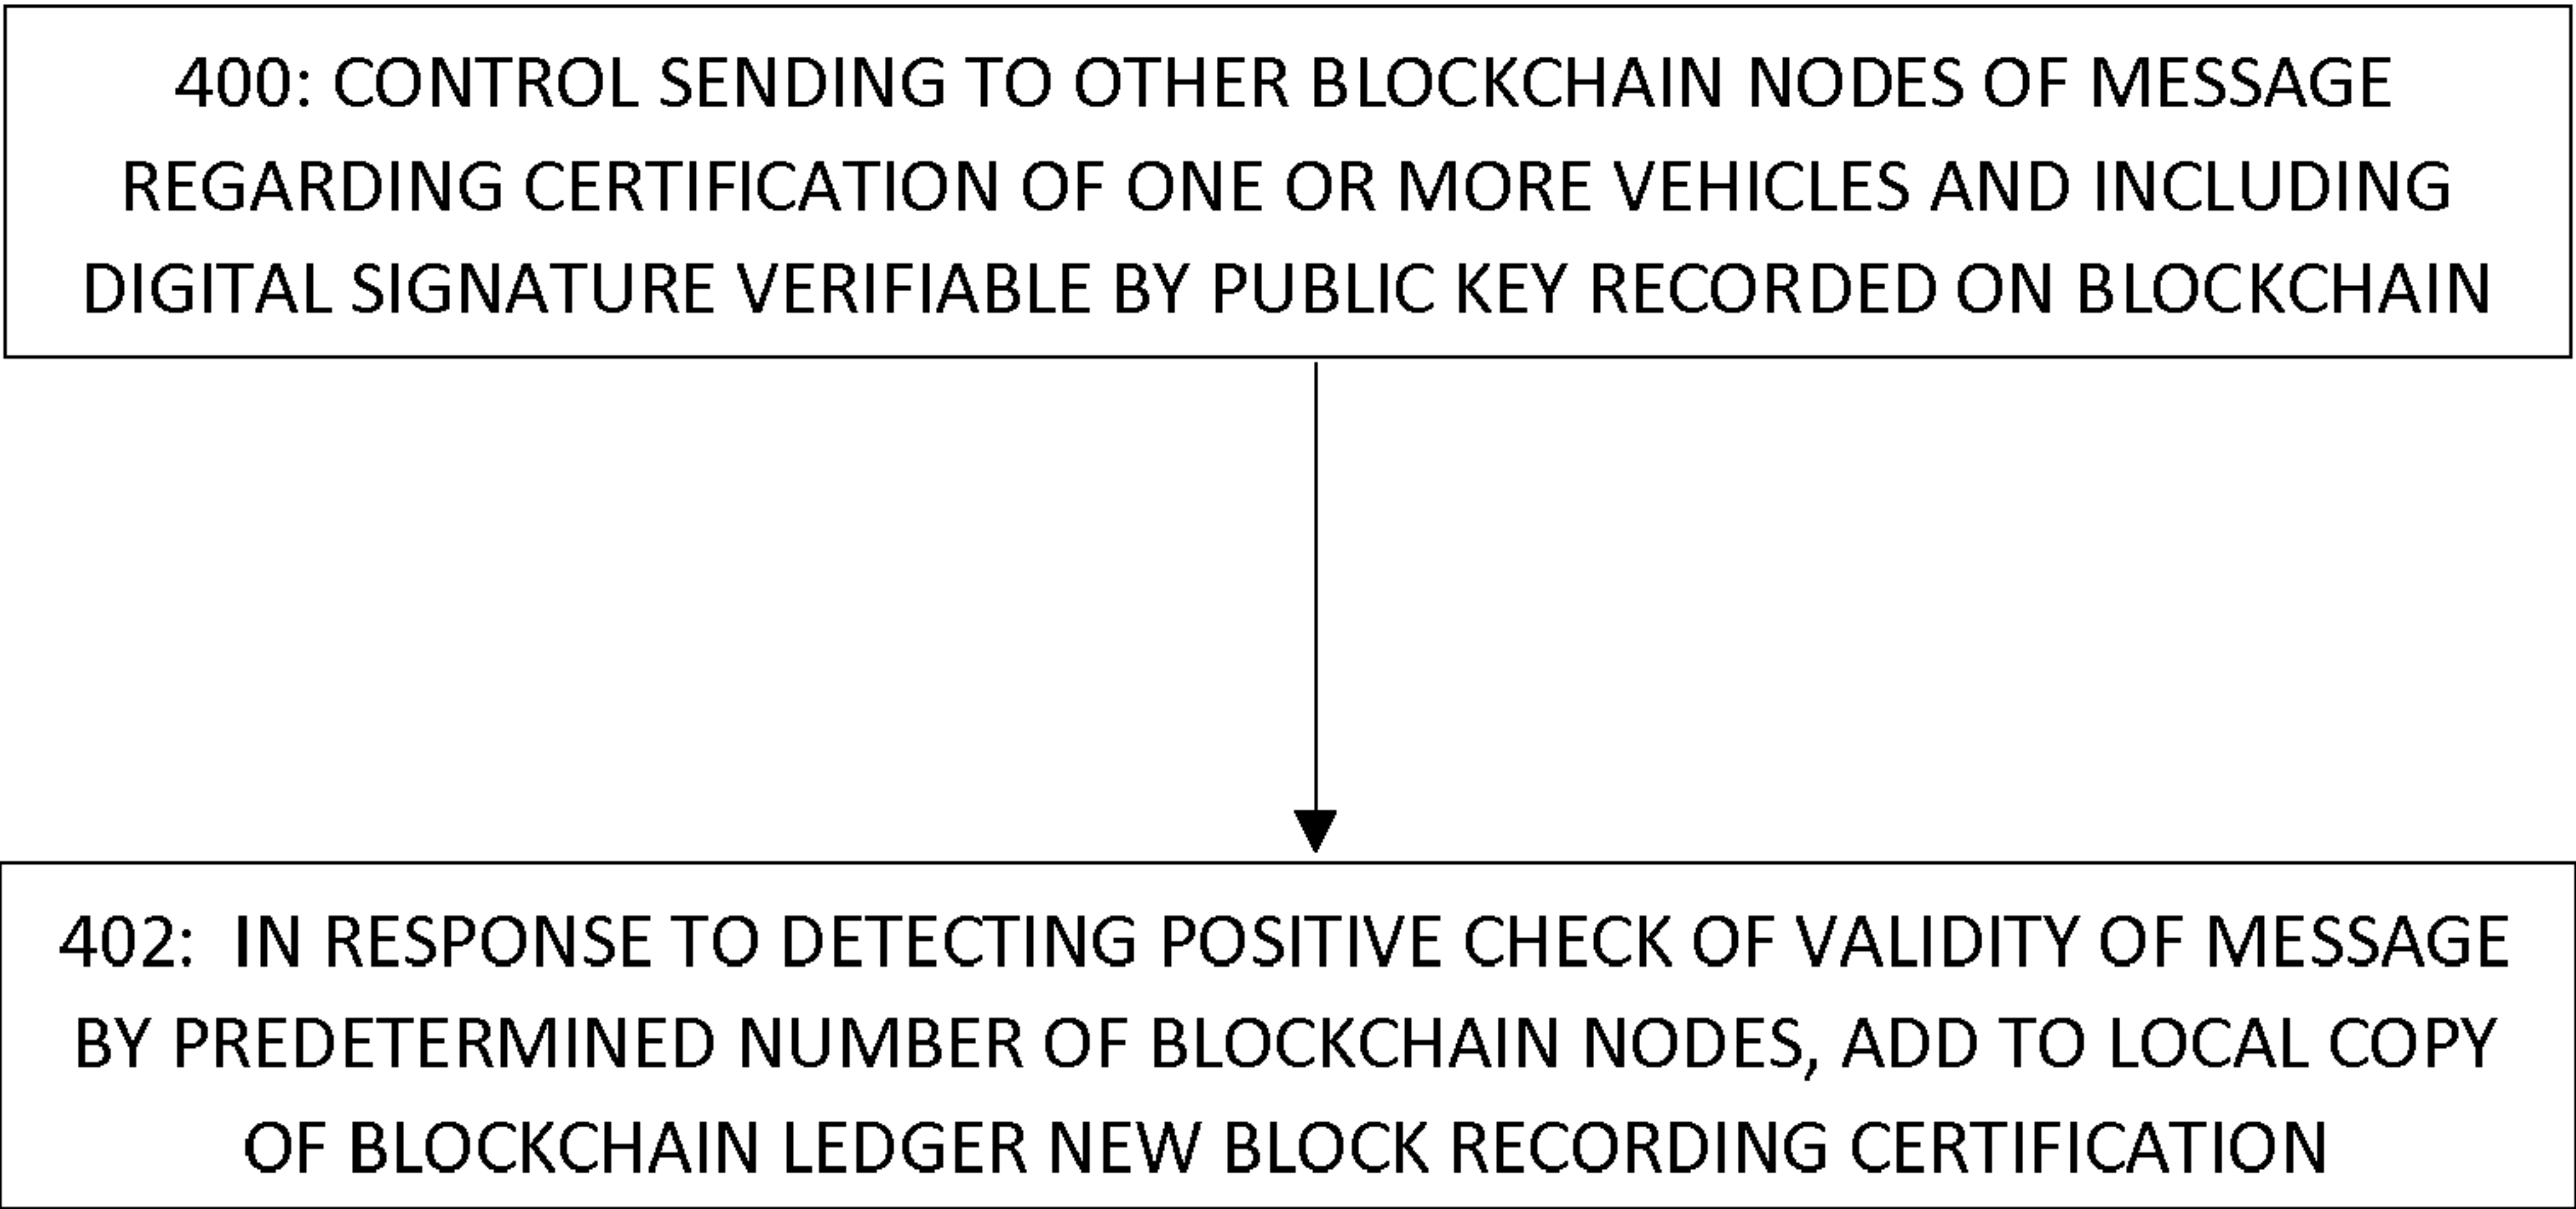 400: CONTROL SENDING TO OTHER BLOCKCHAIN NODES OF MESSAGE
REGARDING CERTIFICATION OF ONE OR MORE VEHICLES AND INCLUDING
DIGITAL SIGNATURE VERIFIABLE BY PUBLIC KEY RECORDED ON BLOCKCHAIN
402: IN RESPONSE TO DETECTING POSITIVE CHECK OF VALIDITY OF MESSAGE
BY PREDETERMINED NUMBER OF BLOCKCHAIN NODES, ADD TO LOCAL COPY
OF BLOCKCHAIN LEDGER NEW BLOCK RECORDING CERTIFICATION